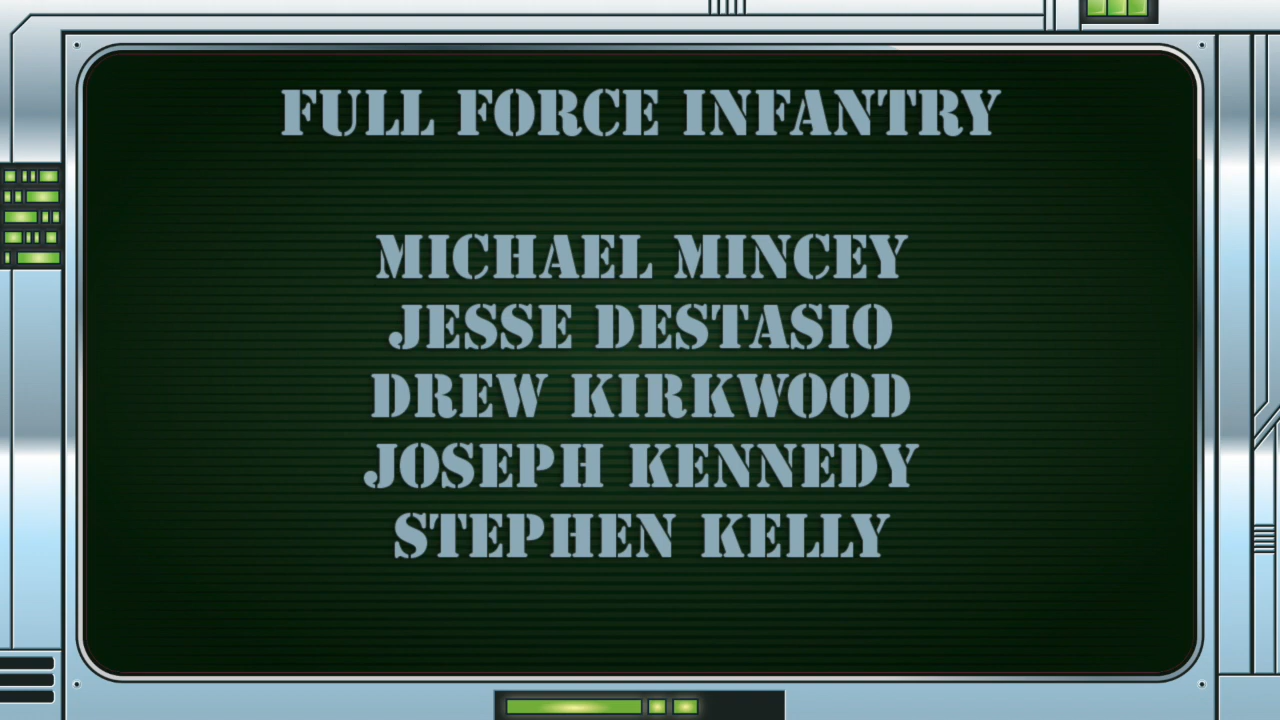 FULL FORCE INFANTRY
MICHAEL MINCEY
JESSE DESTASIO
DREW KIRKWOOD
JOSEPH KENNEDY
STEPHEN KELLY